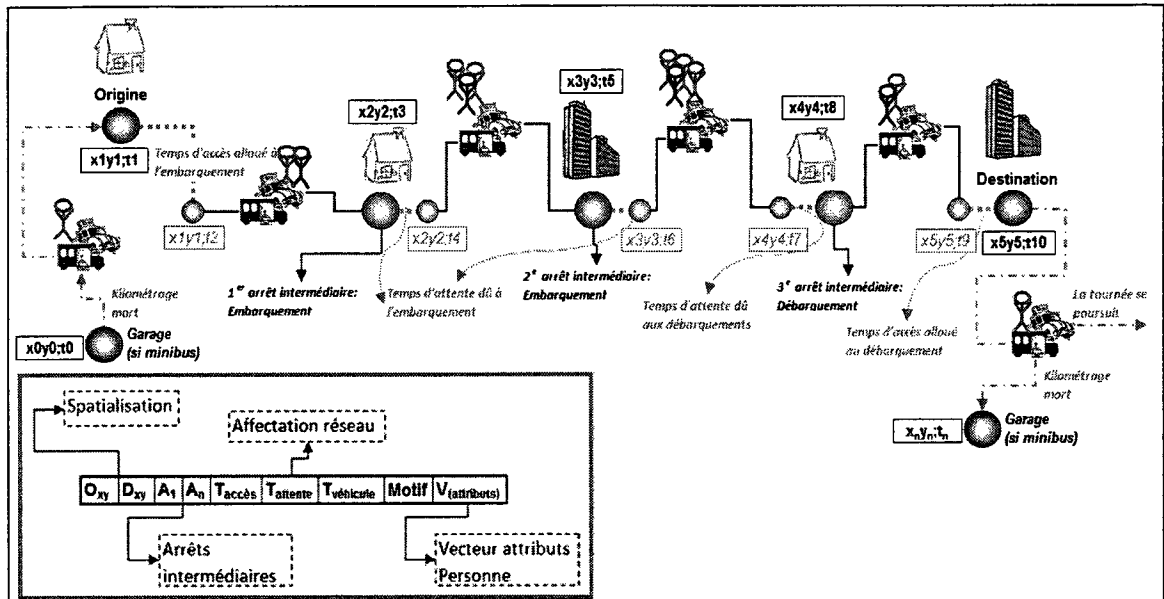 Origine
x1y1;t1
Temps d'accès alloué à
l'embarquement
x1y1;t2
Kilométrage
mort
x0y0;t0
Garage
(si minibus)
x2y2;t3
x2y2;t4
1er arrêt intermédiaire:
Embarquement
Temps d'attente dû à
l'embarquement
x3y3;t5
x3y3;t6
2e arrêt intermédiaire:
Embarquement
Temps d'attente dû
aux débarquements
x4y4;t8
x4y4;t7
3e arrêt intermédiaire:
Débarquement
Temps d'accès alloué
au débarquement
Destination
x5y5;t9
x5y5;t10
La tournée se
poursuit
Kilométrage
mort
xnyn;tn
Garage
(si minibus)
Spatialisation
Affectation réseau
Oxy Dxy A1 An Taccès Tattente Tvéhicule Motif V(attributs)
Arrêts
intermédiaires
Vecteur attributs
Personne